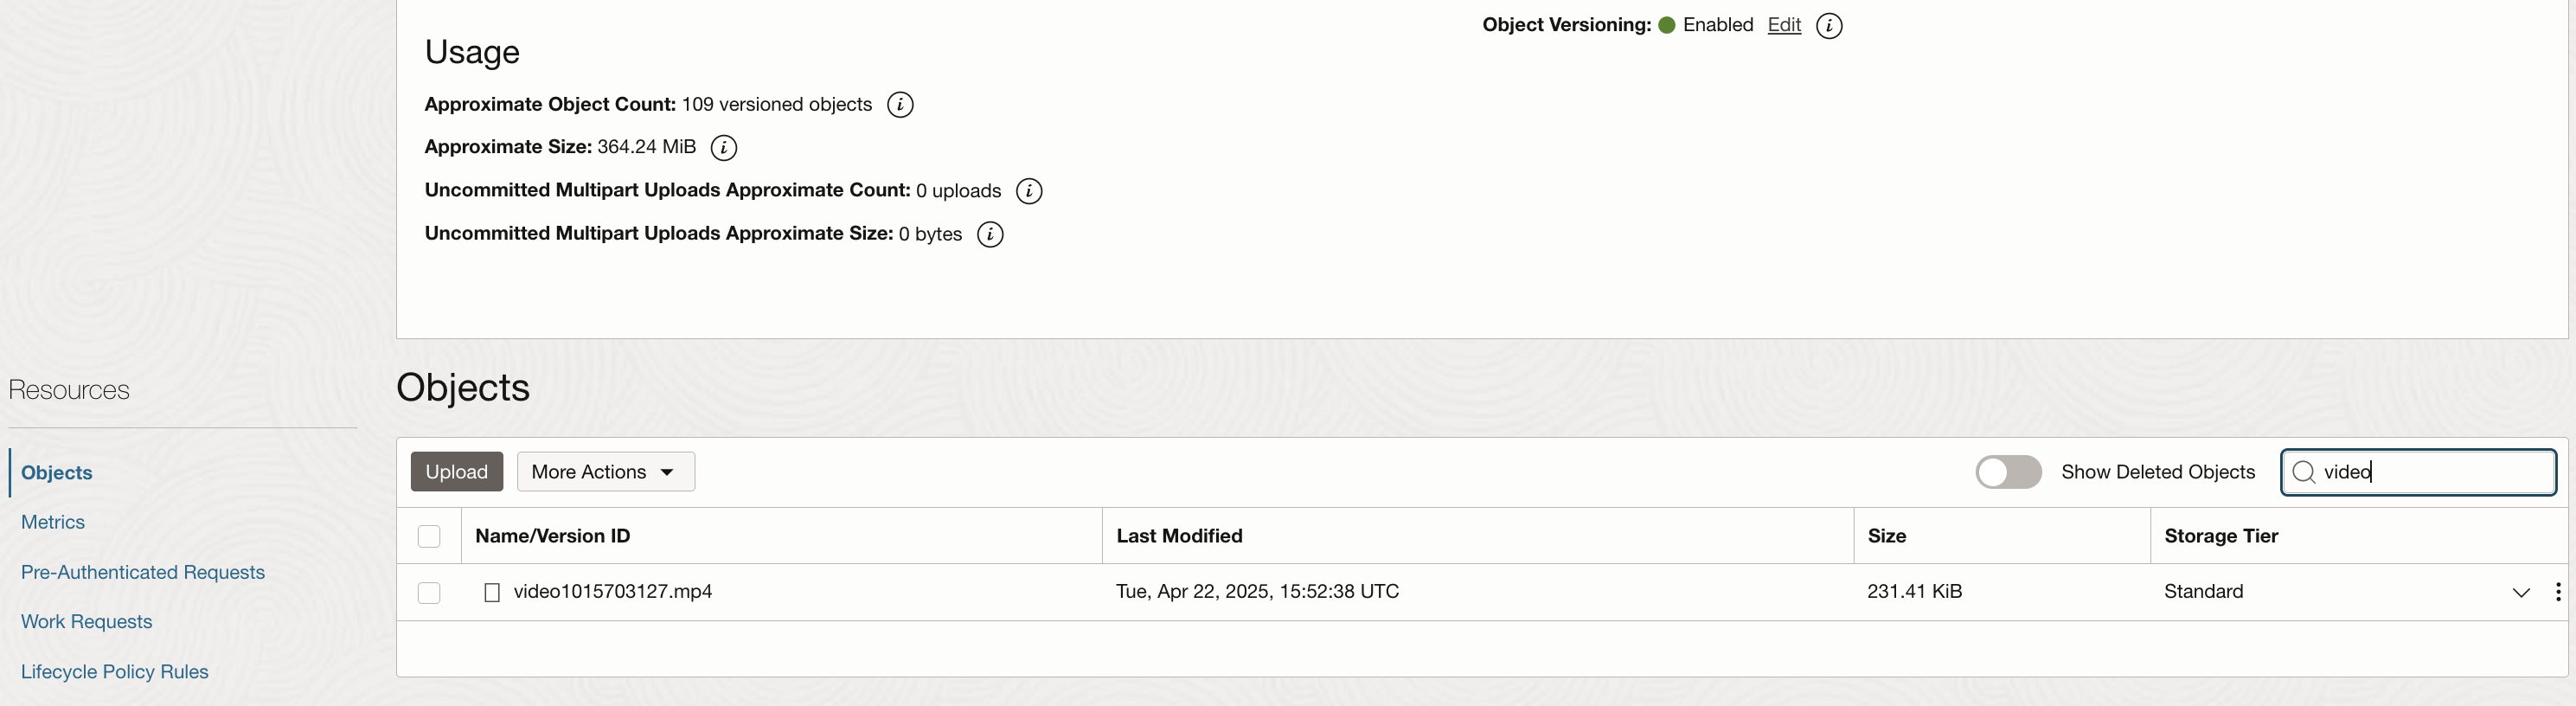 Object Versioning: Enabled Edit i
Usage
Approximate Object Count: 109 versioned objects i
Approximate Size: 364.24 MiB i
Uncommitted Multipart Uploads Approximate Count: 0 uploads i
Uncommitted Multipart Uploads Approximate Size: 0 bytes i
Resources
Objects
Metrics
Pre-Authenticated Requests
Work Requests
Lifecycle Policy Rules
Objects
Upload More Actions Show Deleted Objects video
Name/Version ID Last Modified Size Storage Tier
video1015703127.mp4 Tue, Apr 22, 2025, 15:52:38 UTC 231.41 KiB Standard